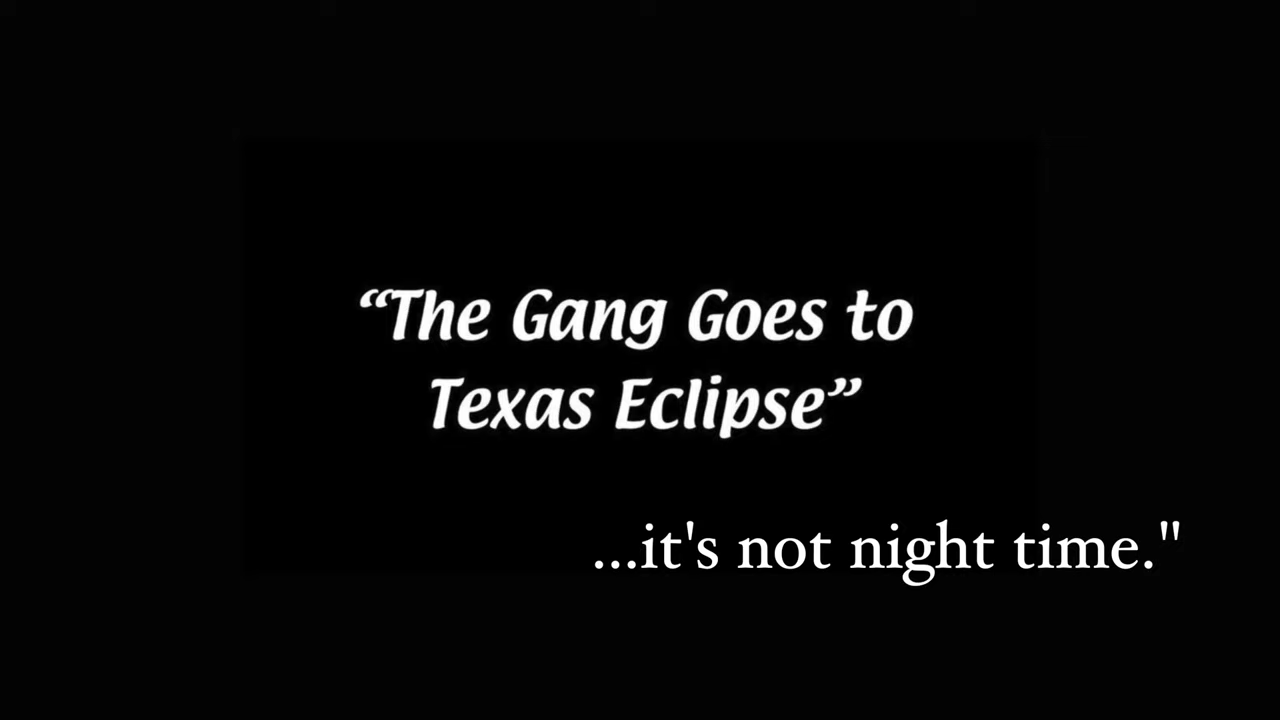 “The Gang Goes to
Texas Eclipse”
...it's not night time."